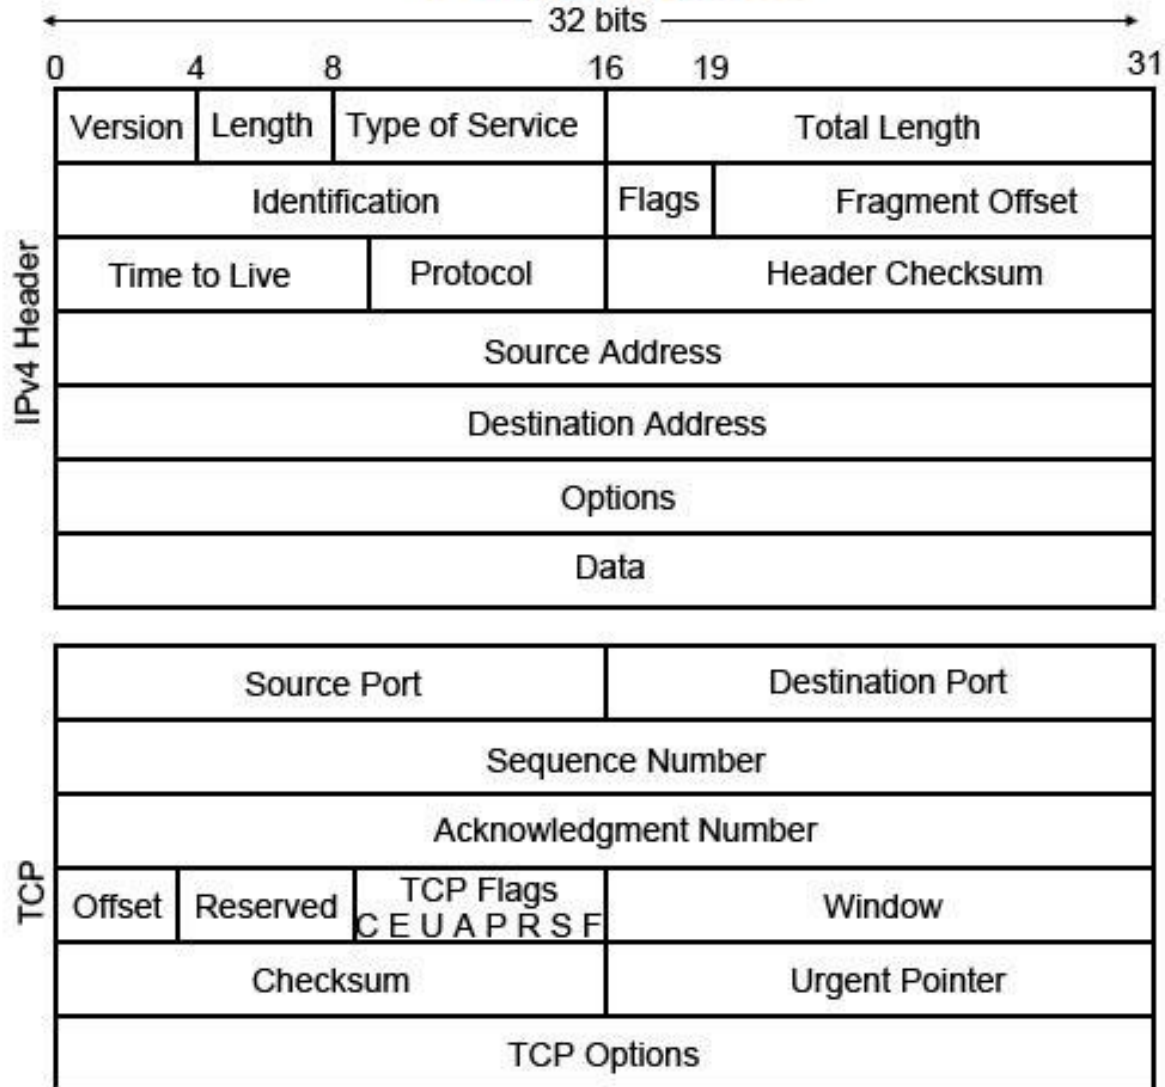 32 bits
0 4 8 16 19 31
Version Length Type of Service Total Length
Identification Flags Fragment Offset
Time to Live Protocol Header Checksum
Source Address
Destination Address
Options
Data
IPv4 Header
Source Port Destination Port
Sequence Number
Acknowledgment Number
Offset Reserved TCP Flags Window
C E U A P R S F
Checksum Urgent Pointer
TCP Options
TCP